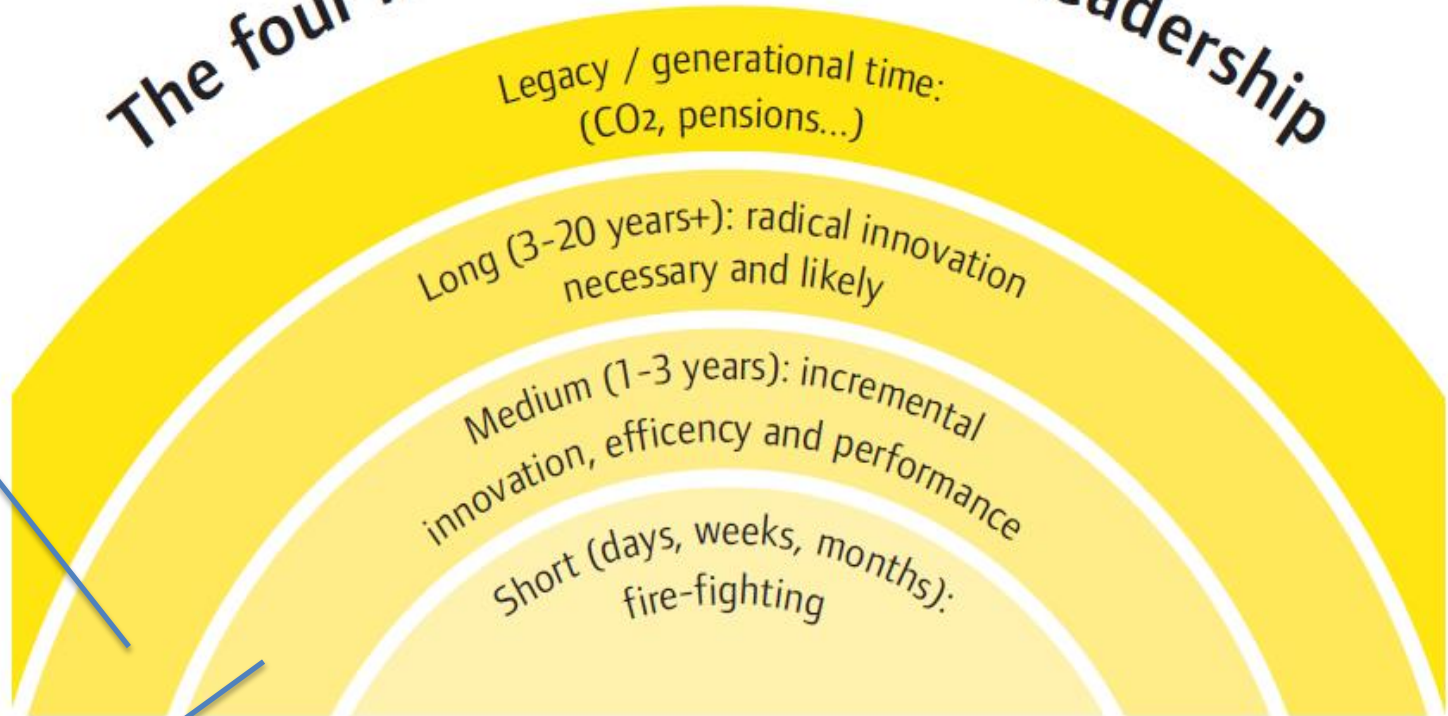 The four
leadership
Legacy / generational time:
(CO2, pensions...)
Long (3-20 years+): radical innovation
necessary and likely
Medium (1-3 years): incremental
innovation, efficency and performance
Short (days, weeks, months):
fire-fighting